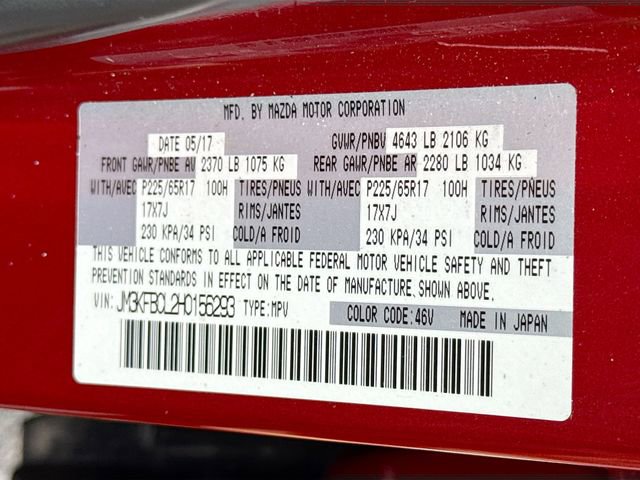 MFD. BY MAZDA MOTOR CORPORATION
DATE 05/17 GVWR/PNBV 4643 LB 2106 KG
FRONT GAWR/PNBE AV 2370 LB 1075 KG REAR GAWR/PNBE AR 2280 LB 1034 KG
WITH/AVEC P225/65R17 100H TIRES/PNEUS WITH/AVEC P225/65R17 100H TIRES/PNEUS
17X7J RIMS/JANTES 17X7J RIMS/JANTES
230 KPA/34 PSI COLD/A FROID 230 KPA/34 PSI COLD/A FROID
THIS VEHICLE CONFORMS TO ALL APPLICABLE FEDERAL MOTOR VEHICLE SAFETY AND THEFT
PREVENTION STANDARDS IN EFFECT ON THE DATE OF MANUFACTURE SHOWN ABOVE.
VIN: JM3KFBCL2H0156293 TYPE:MPV COLOR CODE:46V MADE IN JAPAN